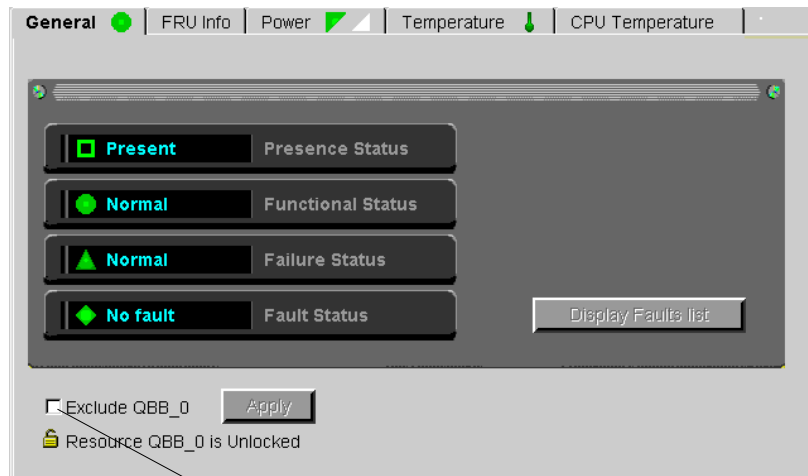 General FRU Info Power Temperature CPU Temperature
Present Presence Status
Normal Functional Status
Normal Failure Status
No fault Fault Status
Display Faults list
Exclude QBB_0 Apply
Resource QBB_0 is Unlocked